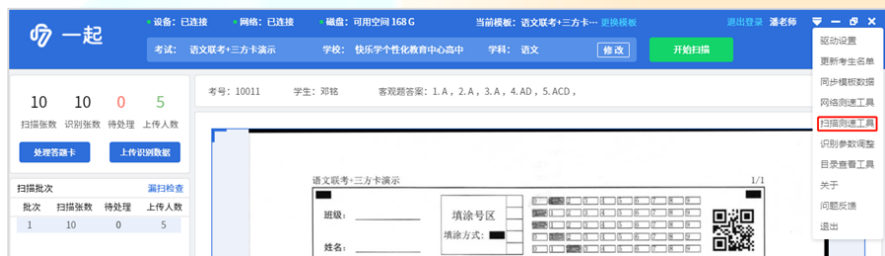 一起
设备：已连接 网络：已连接 磁盘：可用空间 168 G 当前模板：语文联考+三方卡… 更换模板 退出登录 潘老师
考试： 语文联考+三方卡演示 学校： 快乐学个性化教育中心高中 学科： 语文 修改 开始扫描
驱动设置
更新考生名单
同步模板数据
网络测速工具
扫描测速工具
识别参数调整
目录查看工具
关于
问题反馈
退出
10 10 0 5
扫描张数 识别张数 待处理 上传人数
处理答题卡 上传识别数据
扫描批次 漏扫检查
批次 扫描张数 待处理 上传人数
1 10 0 5
考号：10011 学生：邓铭 客观题答案：1. A ，2. A ，3. A ，4. AD ，5. ACD ，
语文联考+三方卡演示 1/1
班级：
填涂号区
填涂方式：
姓名：